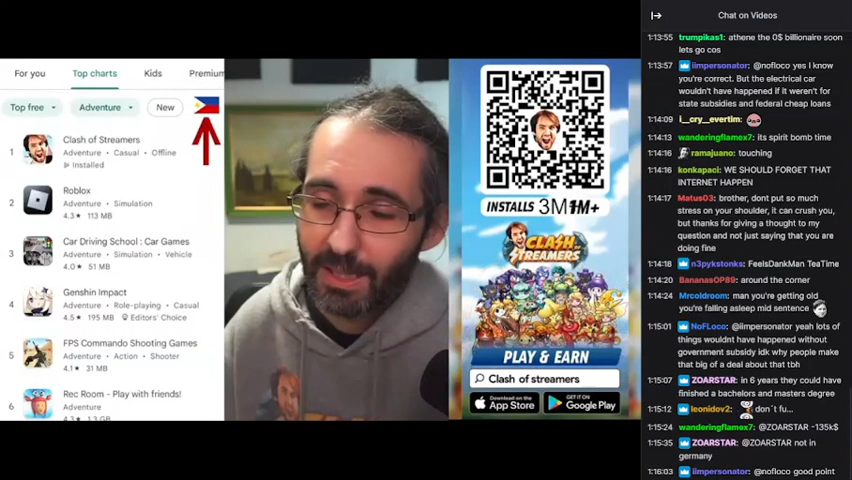 For you
Top charts
Kids
Premium
Top free
Adventure
New
1
Clash of Streamers
Adventure • Casual • Offline
Installed
2
Roblox
Adventure • Simulation
4.3★ 113 MB
3
Car Driving School : Car Games
Adventure • Simulation • Vehicle
4.0★ 51 MB
4
Genshin Impact
Adventure • Role-playing • Casual
4.5★ 195 MB Editors' Choice
5
FPS Commando Shooting Games
Adventure • Action • Shooter
4.1★ 31 MB
6
Rec Room - Play with friends!
Adventure
4.3★ 1.3 GB
INSTALLS 3M 1M+
CLASH OF
STREAMERS
PLAY & EARN
Clash of streamers
Download on the
App Store
GET IT ON
Google Play
Chat on Videos
1:13:55 trumpikas1: athene the 0$ billionaire soon
lets go cos
1:13:57 iimpersonator: @nofloco yes I know
you're correct. But the electrical car
wouldn't have happened if it weren't for
state subsidies and federal cheap loans
1:14:09 i__cry__evertim:
1:14:13 wanderingflamex7: its spirit bomb time
1:14:16 ramajuano: touching
1:14:16 konkapaci: WE SHOULD FORGET THAT
INTERNET HAPPEN
1:14:17 Matus03: brother, dont put so much
stress on your shoulder, it can crush you,
but thanks for giving a thought to my
question and not just saying that you are
doing fine
1:14:18 n3pykstonks: FeelsDankMan TeaTime
1:14:20 BananasOP89: around the corner
1:14:24 Mrcoldroom: man you're getting old
you're falling asleep mid sentence
1:15:01 NoFLoco: @iimpersonator yeah lots of
things wouldnt have happened without
government subsidy idk why people make
that big of a deal about that tbh
1:15:07 ZOARSTAR: in 6 years they could have
finished a bachelors and masters degree
1:15:12 leonidov2: don´t fu...
1:15:24 wanderingflamex7: @ZOARSTAR -135k$
1:15:35 ZOARSTAR: @ZOARSTAR not in
germany
1:16:03 iimpersonator: @nofloco good point